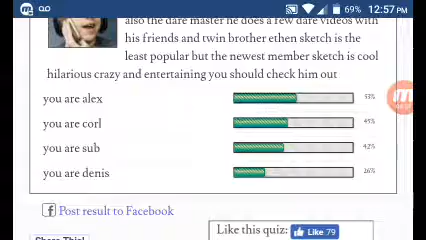 69% 12:57 PM
also the dare master he does a few dare videos with
his friends and twin brother ethen sketch is the
least popular but the newest member sketch is cool
hilarious crazy and entertaining you should check him out
you are alex 53%
you are corl 45%
you are sub 42%
you are denis 26%
Post result to Facebook
Like this quiz: Like 79
Share This!